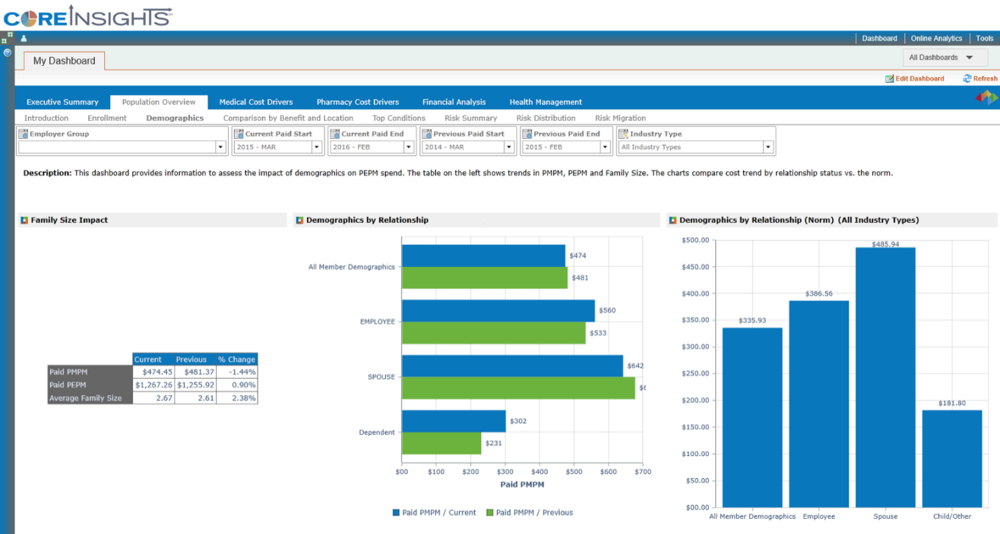 COREINSIGHTS
Dashboard Online Analytics Tools
My Dashboard
All Dashboards
Edit Dashboard Refresh
Executive Summary Population Overview Medical Cost Drivers Pharmacy Cost Drivers Financial Analysis Health Management
Introduction Enrollment Demographics Comparison by Benefit and Location Top Conditions Risk Summary Risk Distribution Risk Migration
Employer Group Current Paid Start Current Paid End Previous Paid Start Previous Paid End Industry Type
2015 - MAR 2016 - FEB 2014 - MAR 2015 - FEB All Industry Types
Description: This dashboard provides information to assess the impact of demographics on PEPM spend. The table on the left shows trends in PMPM, PEPM and Family Size. The charts compare cost trend by relationship status vs. the norm.
Family Size Impact
Current Previous % Change
Paid PMPM $474.45 $481.37 -1.44%
Paid PEPM $1,267.26 $1,255.92 0.90%
Average Family Size 2.67 2.61 2.38%
Demographics by Relationship
All Member Demographics
$474
$481
EMPLOYEE
$560
$533
SPOUSE
$642
$6
Dependent
$302
$231
$00 $100 $200 $300 $400 $500 $600 $700
Paid PMPM
Paid PMPM / Current Paid PMPM / Previous
Demographics by Relationship (Norm) (All Industry Types)
$500.00
$450.00
$400.00
$350.00
$300.00
$250.00
$200.00
$150.00
$100.00
$50.00
$00.00
$335.93
$386.56
$485.94
$181.80
All Member Demographics Employee Spouse Child/Other